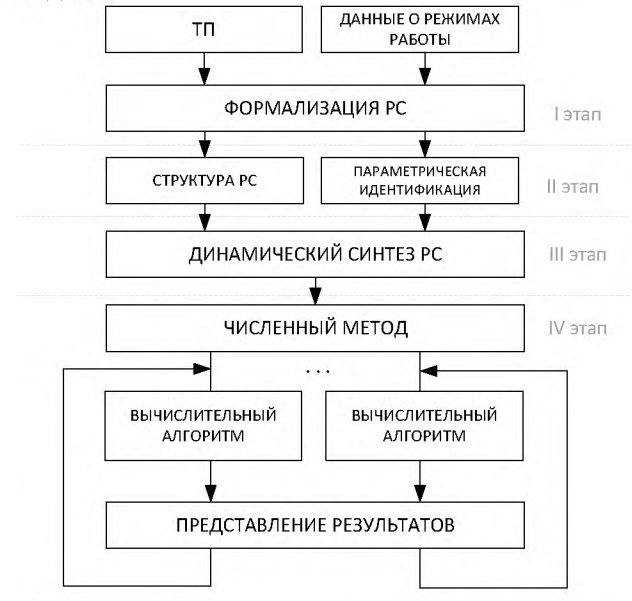 ТП
ДАННЫЕ О РЕЖИМАХ
РАБОТЫ
ФОРМАЛИЗАЦИЯ РС
I этап
СТРУКТУРА РС
ПАРАМЕТРИЧЕСКАЯ
ИДЕНТИФИКАЦИЯ
II этап
ДИНАМИЧЕСКИЙ СИНТЕЗ РС
III этап
ЧИСЛЕННЫЙ МЕТОД
IV этап
. . .
ВЫЧИСЛИТЕЛЬНЫЙ
АЛГОРИТМ
ВЫЧИСЛИТЕЛЬНЫЙ
АЛГОРИТМ
ПРЕДСТАВЛЕНИЕ РЕЗУЛЬТАТОВ